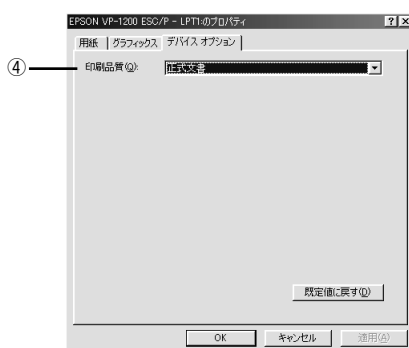 EPSON VP-1200 ESC/P - LPT1:のプロパティ
用紙 グラフィックス デバイス オプション
④
印刷品質(Q): 正式文書
既定値に戻す(D)
OK キャンセル 適用(A)